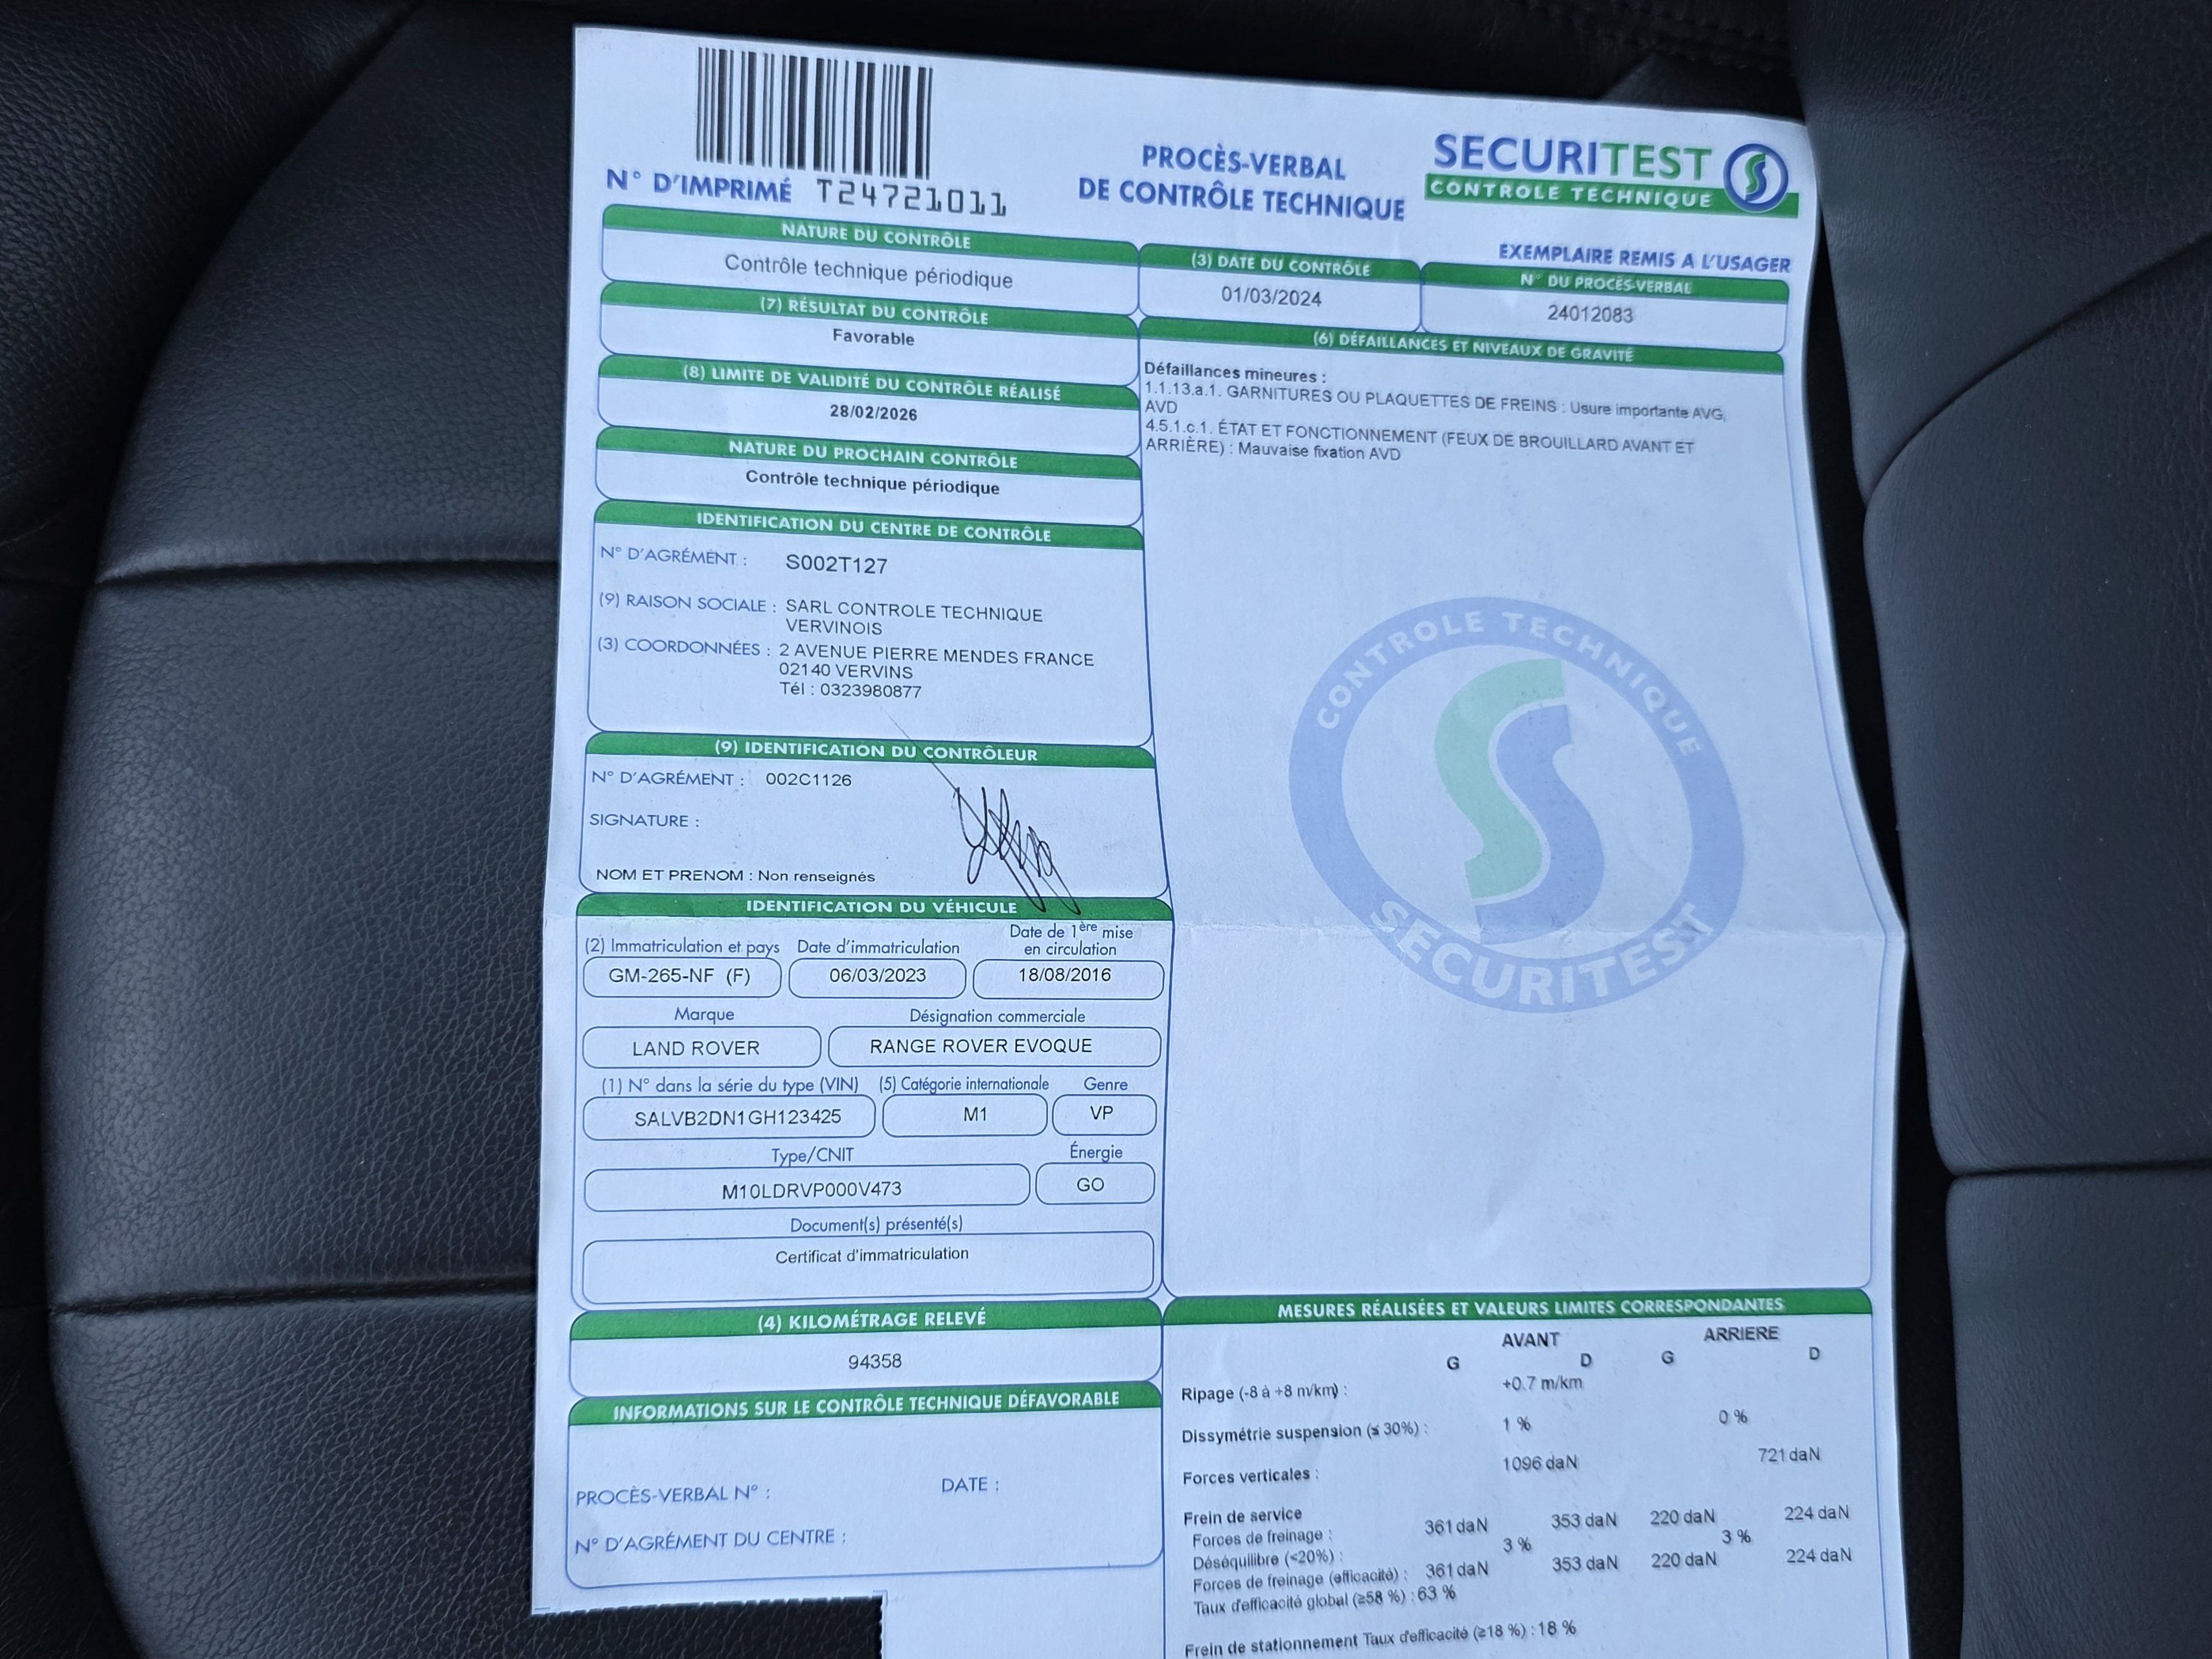 N° D'IMPRIMÉ T24721011
PROCÈS-VERBAL
DE CONTRÔLE TECHNIQUE
SECURITEST
CONTROLE TECHNIQUE
EXEMPLAIRE REMIS A L'USAGER
NATURE DU CONTRÔLE
Contrôle technique périodique
(3) DATE DU CONTRÔLE
01/03/2024
N° DU PROCÈS-VERBAL
24012083
(7) RÉSULTAT DU CONTRÔLE
Favorable
(8) LIMITE DE VALIDITÉ DU CONTRÔLE RÉALISÉ
28/02/2026
NATURE DU PROCHAIN CONTRÔLE
Contrôle technique périodique
IDENTIFICATION DU CENTRE DE CONTRÔLE
N° D'AGRÉMENT : S002T127
(9) RAISON SOCIALE : SARL CONTROLE TECHNIQUE
VERVINOIS
(3) COORDONNÉES : 2 AVENUE PIERRE MENDES FRANCE
02140 VERVINS
Tél : 0323980877
(9) IDENTIFICATION DU CONTRÔLEUR
N° D'AGRÉMENT : 002C1126
SIGNATURE :
NOM ET PRENOM : Non renseignés
IDENTIFICATION DU VÉHICULE
(2) Immatriculation et pays Date d'immatriculation Date de 1ère mise
en circulation
GM-265-NF (F) 06/03/2023 18/08/2016
Marque Désignation commerciale
LAND ROVER RANGE ROVER EVOQUE
(1) N° dans la série du type (VIN) (5) Catégorie internationale Genre
SALVB2DN1GH123425 M1 VP
Type/CNIT Énergie
M10LDRVP000V473 GO
Document(s) présenté(s)
Certificat d'immatriculation
(4) KILOMÉTRAGE RELEVÉ
94358
INFORMATIONS SUR LE CONTRÔLE TECHNIQUE DÉFAVORABLE
PROCÈS-VERBAL N° : DATE :
N° D'AGRÉMENT DU CENTRE :
(6) DÉFAILLANCES ET NIVEAUX DE GRAVITÉ
Défaillances mineures :
1.1.13.a.1. GARNITURES OU PLAQUETTES DE FREINS : Usure importante AVG,
AVD
4.5.1.c.1. ÉTAT ET FONCTIONNEMENT (FEUX DE BROUILLARD AVANT ET
ARRIÈRE) : Mauvaise fixation AVD
CONTROLE TECHNIQUE
SECURITEST
MESURES RÉALISÉES ET VALEURS LIMITES CORRESPONDANTES
AVANT ARRIERE
G D G D
Ripage (-8 à +8 m/km) : +0.7 m/km
Dissymétrie suspension (≤ 30%) : 1 % 0 %
Forces verticales : 1096 daN 721 daN
Frein de service
Forces de freinage : 361 daN 353 daN 220 daN 224 daN
Déséquilibre (<20%) : 3 % 3 %
Forces de freinage (efficacité) : 361 daN 353 daN 220 daN 224 daN
Taux d'efficacité global (≥58 %) : 63 %
Frein de stationnement Taux d'efficacité (≥18 %) : 18 %